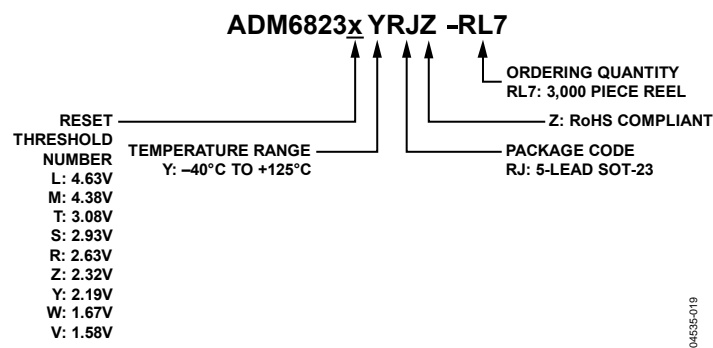 ADM6823x YRJZ –RL7
ORDERING QUANTITY
RL7: 3,000 PIECE REEL
Z: RoHS COMPLIANT
PACKAGE CODE
RJ: 5-LEAD SOT-23
TEMPERATURE RANGE
Y: –40°C TO +125°C
RESET
THRESHOLD
NUMBER
L: 4.63V
M: 4.38V
T: 3.08V
S: 2.93V
R: 2.63V
Z: 2.32V
Y: 2.19V
W: 1.67V
V: 1.58V
04535-019